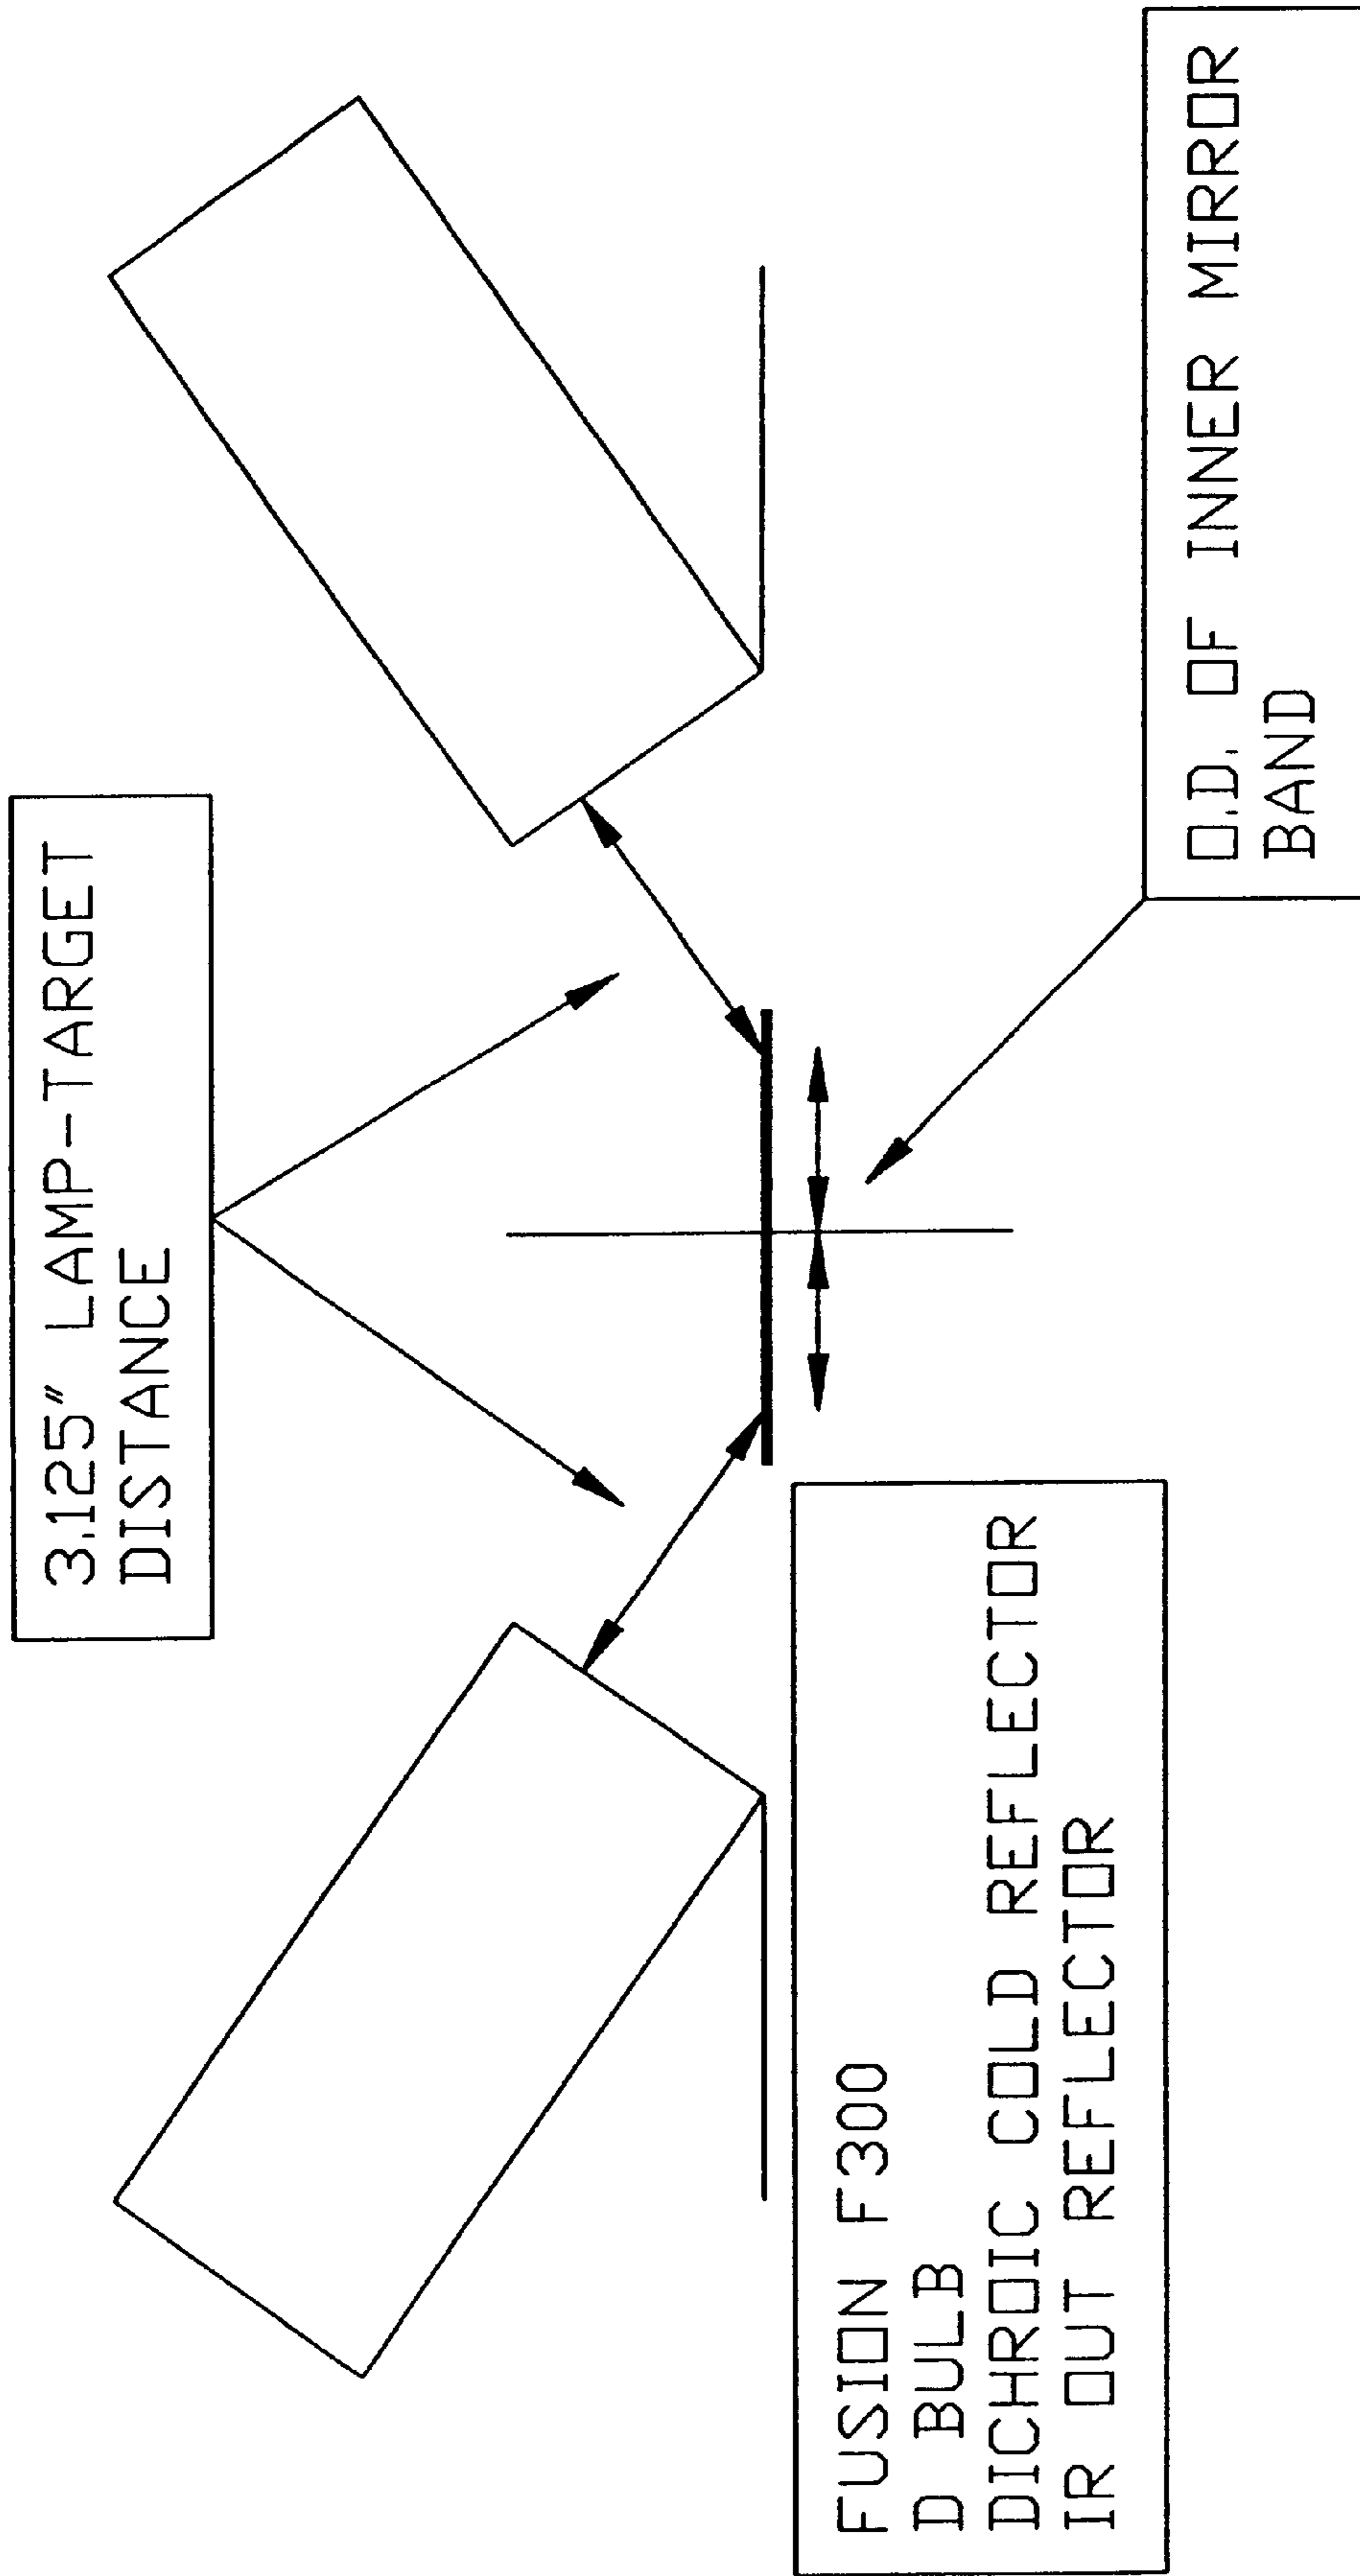 3.125" LAMP-TARGET
DISTANCE
FUSION F300
D BULB
DICHROIC COLD REFLECTOR
IR OUT REFLECTOR
O.D. OF INNER MIRROR
BAND